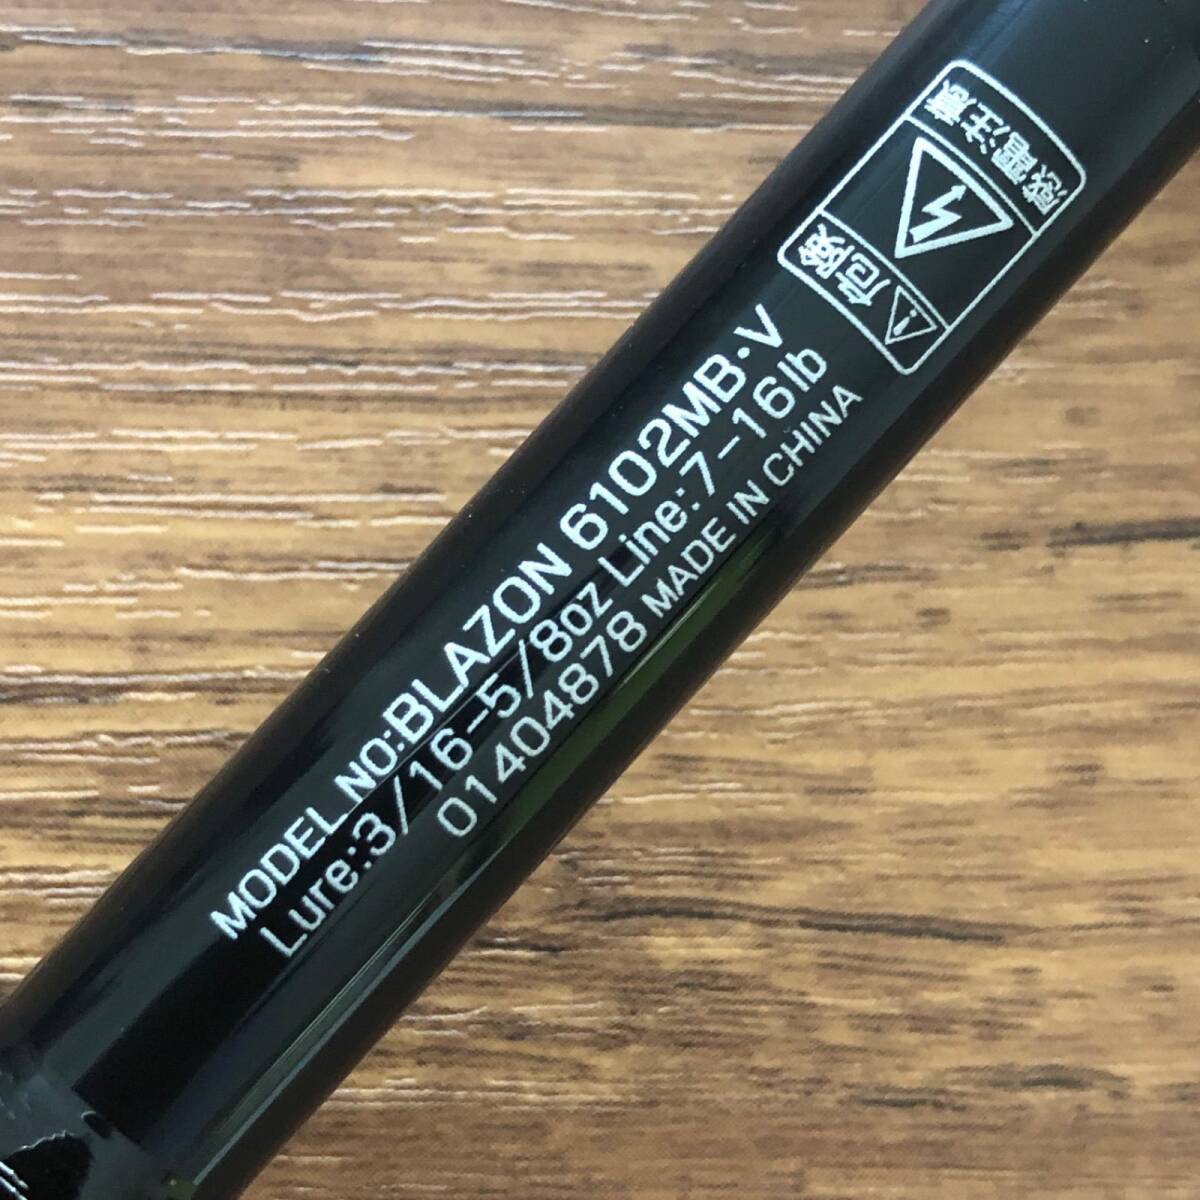 MODEL.NO:BLAZON 6102MB・V
Lure:3/16-5/8oz Line:7-16lb
01404878 MADE IN CHINA
危険
感電注意